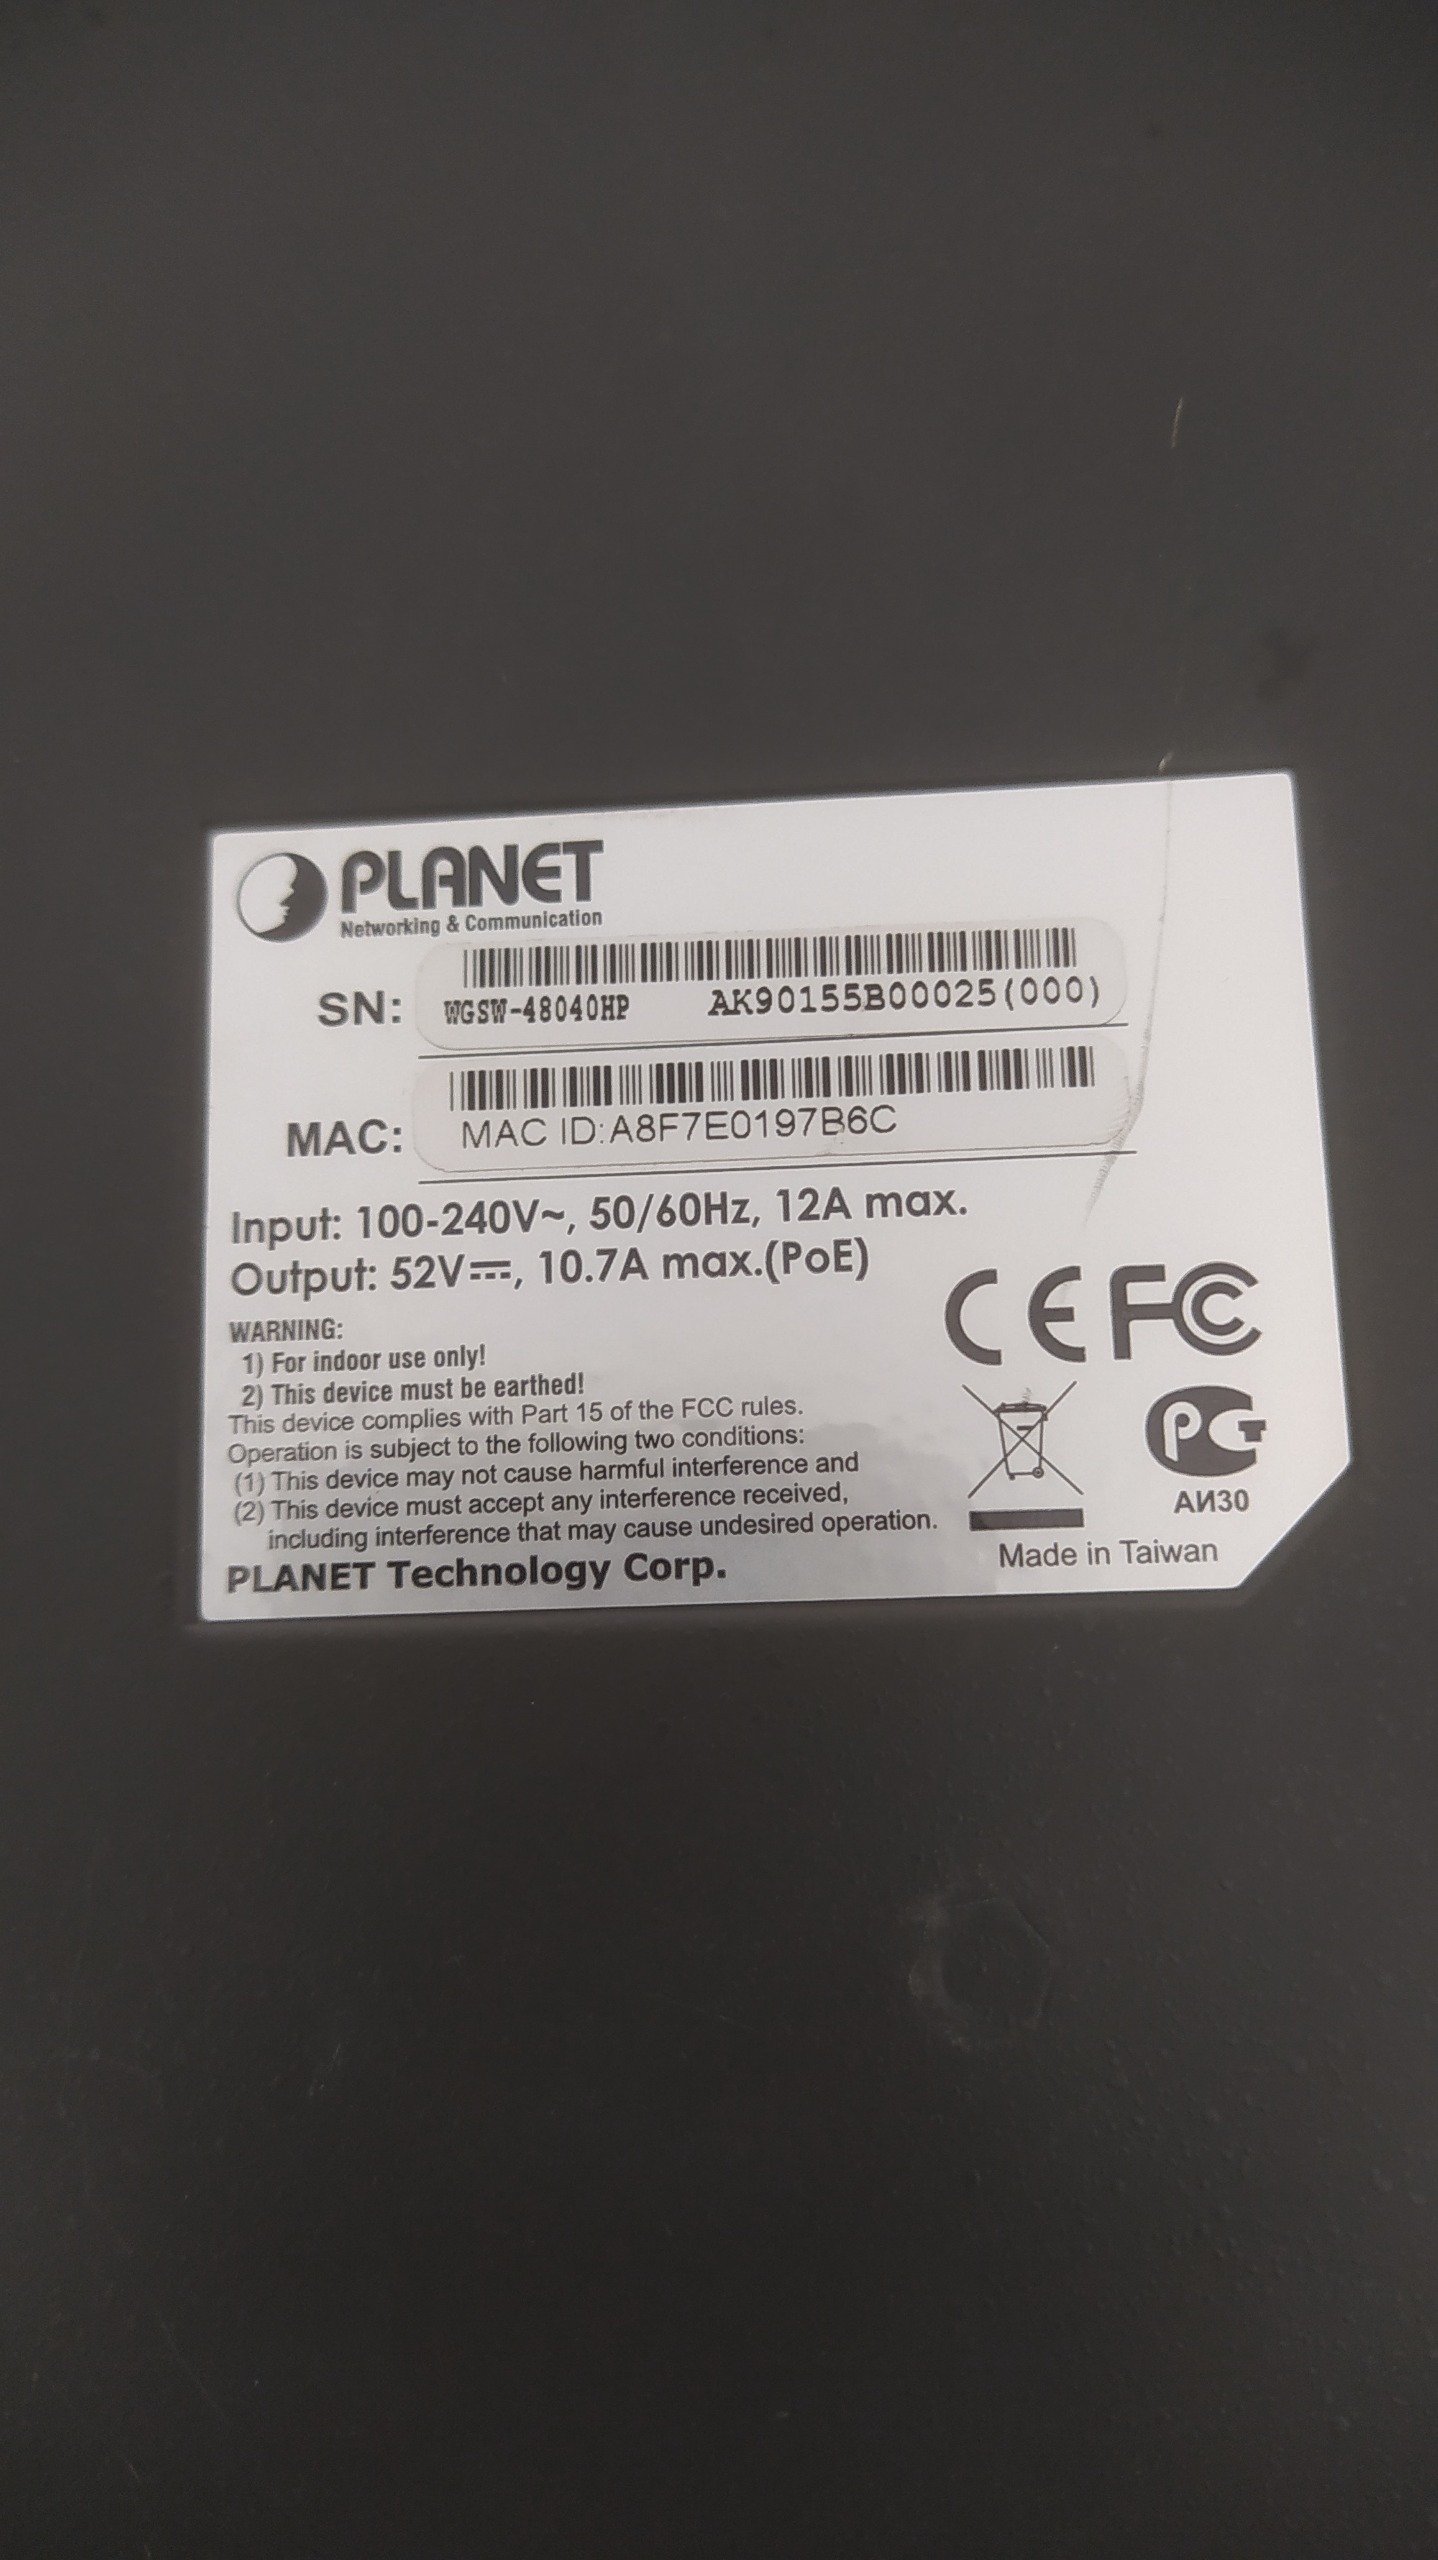 PLANET
Networking & Communication
SN: WGSW-48040HP AK90155B00025(000)
MAC: MAC ID:A8F7E0197B6C
Input: 100-240V~, 50/60Hz, 12A max.
Output: 52V⎓, 10.7A max.(PoE)
WARNING:
1) For indoor use only!
2) This device must be earthed!
This device complies with Part 15 of the FCC rules.
Operation is subject to the following two conditions:
(1) This device may not cause harmful interference and
(2) This device must accept any interference received,
including interference that may cause undesired operation.
PLANET Technology Corp.
CE FC
PG
АИ30
Made in Taiwan